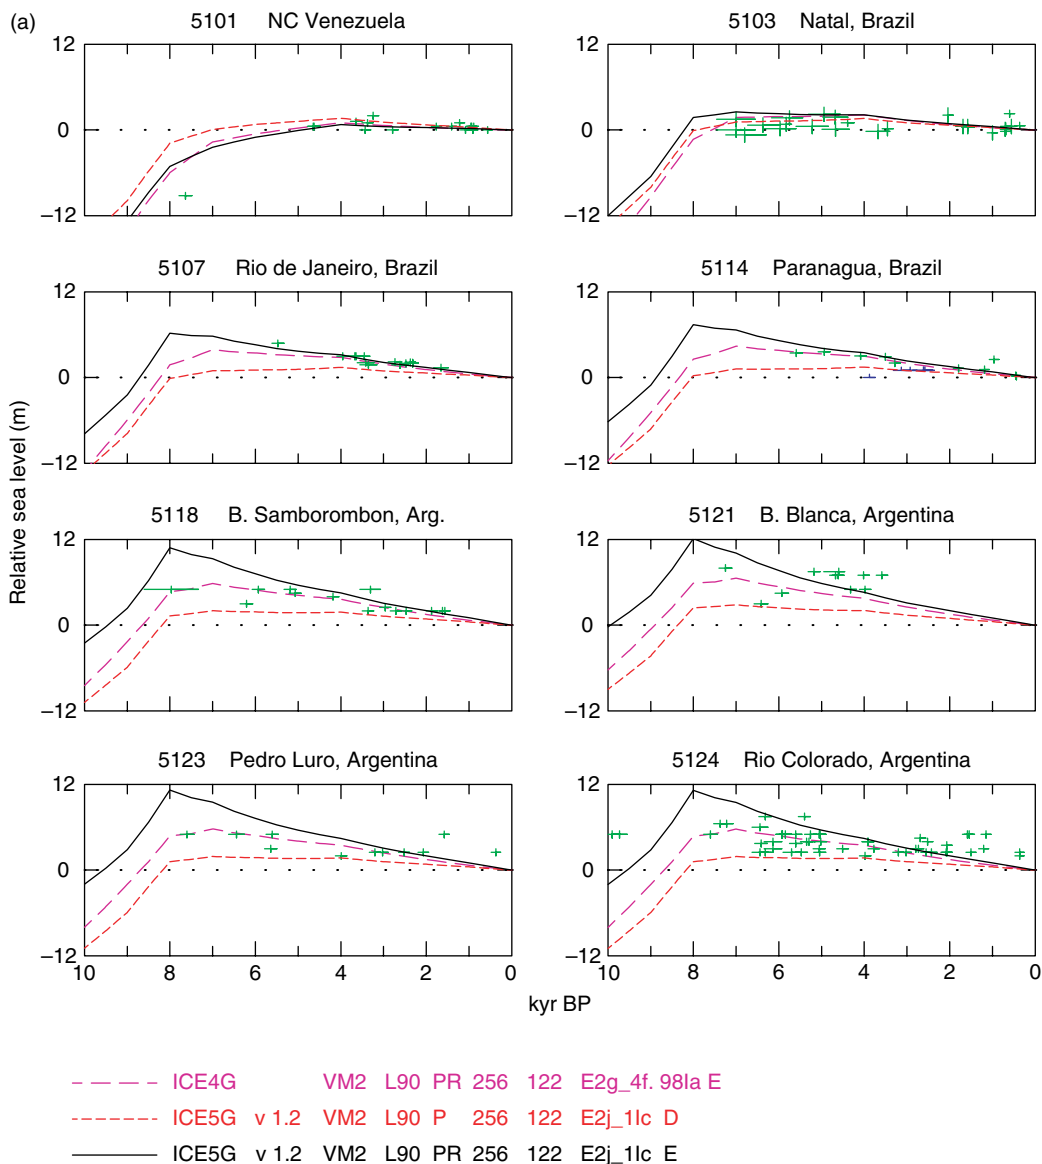 (a)
5101 NC Venezuela
5103 Natal, Brazil
12
0
−12
12
0
−12
5107 Rio de Janeiro, Brazil
5114 Paranagua, Brazil
12
0
−12
12
0
−12
Relative sea level (m)
5118 B. Samborombon, Arg.
5121 B. Blanca, Argentina
12
0
−12
12
0
−12
5123 Pedro Luro, Argentina
5124 Rio Colorado, Argentina
12
0
−12
12
0
−12
10 8 6 4 2 0
10 8 6 4 2 0
kyr BP
ICE4G VM2 L90 PR 256 122 E2g_4f. 98la E
ICE5G v 1.2 VM2 L90 P 256 122 E2j_1lc D
ICE5G v 1.2 VM2 L90 PR 256 122 E2j_1lc E